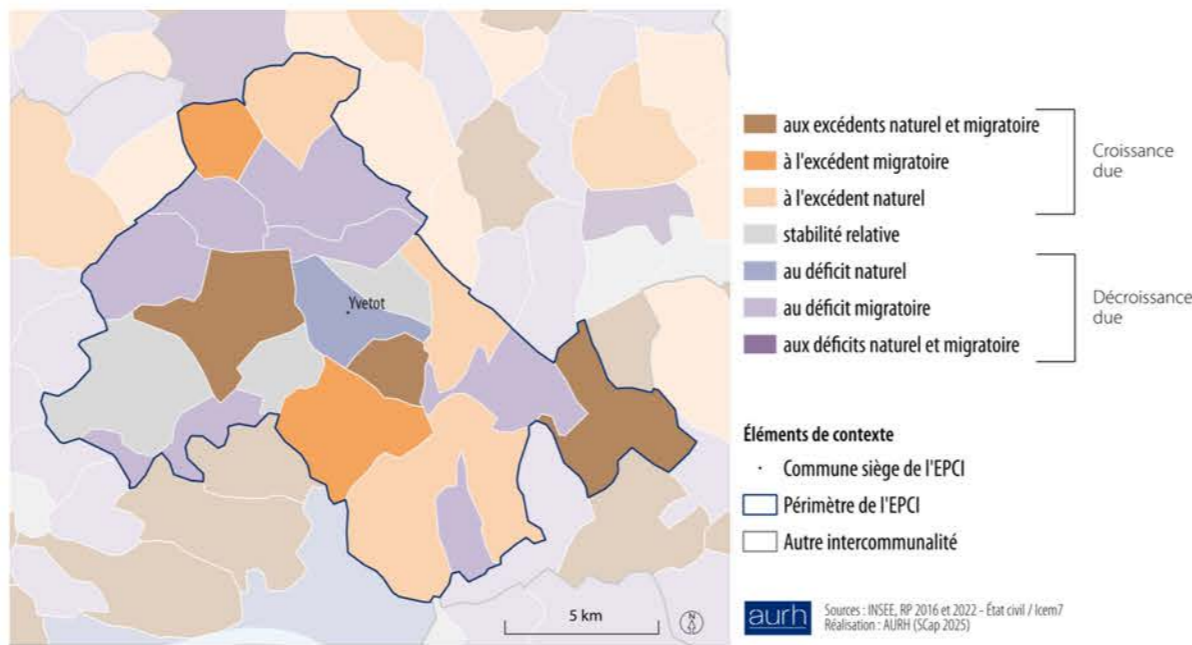 Yvetot
5 km
N
aux excédents naturel et migratoire
à l'excédent migratoire
à l'excédent naturel
Croissance
due
stabilité relative
au déficit naturel
au déficit migratoire
aux déficits naturel et migratoire
Décroissance
due
Éléments de contexte
Commune siège de l'EPCI
Périmètre de l'EPCI
Autre intercommunalité
aurh
Sources : INSEE, RP 2016 et 2022 - État civil / Icem7
Réalisation : AURH (SCap 2025)